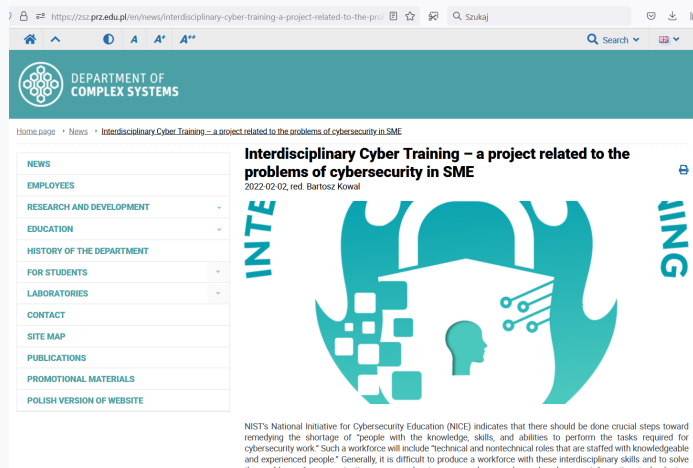 https://zsz.prz.edu.pl/en/news/interdisciplinary-cyber-training-a-project-related-to-the-pro
Szukaj
A A+ A++
Search
DEPARTMENT OF
COMPLEX SYSTEMS
Home page News Interdisciplinary Cyber Training – a project related to the problems of cybersecurity in SME
NEWS
EMPLOYEES
RESEARCH AND DEVELOPMENT
EDUCATION
HISTORY OF THE DEPARTMENT
FOR STUDENTS
LABORATORIES
CONTACT
SITE MAP
PUBLICATIONS
PROMOTIONAL MATERIALS
POLISH VERSION OF WEBSITE
Interdisciplinary Cyber Training – a project related to the
problems of cybersecurity in SME
2022-02-02, red. Bartosz Kowal
INTE
NING
NIST's National Initiative for Cybersecurity Education (NICE) indicates that there should be done crucial steps toward
remedying the shortage of "people with the knowledge, skills, and abilities to perform the tasks required for
cybersecurity work." Such a workforce will include "technical and nontechnical roles that are staffed with knowledgeable
and experienced people." Generally, it is difficult to produce a workforce with these interdisciplinary skills and to solve